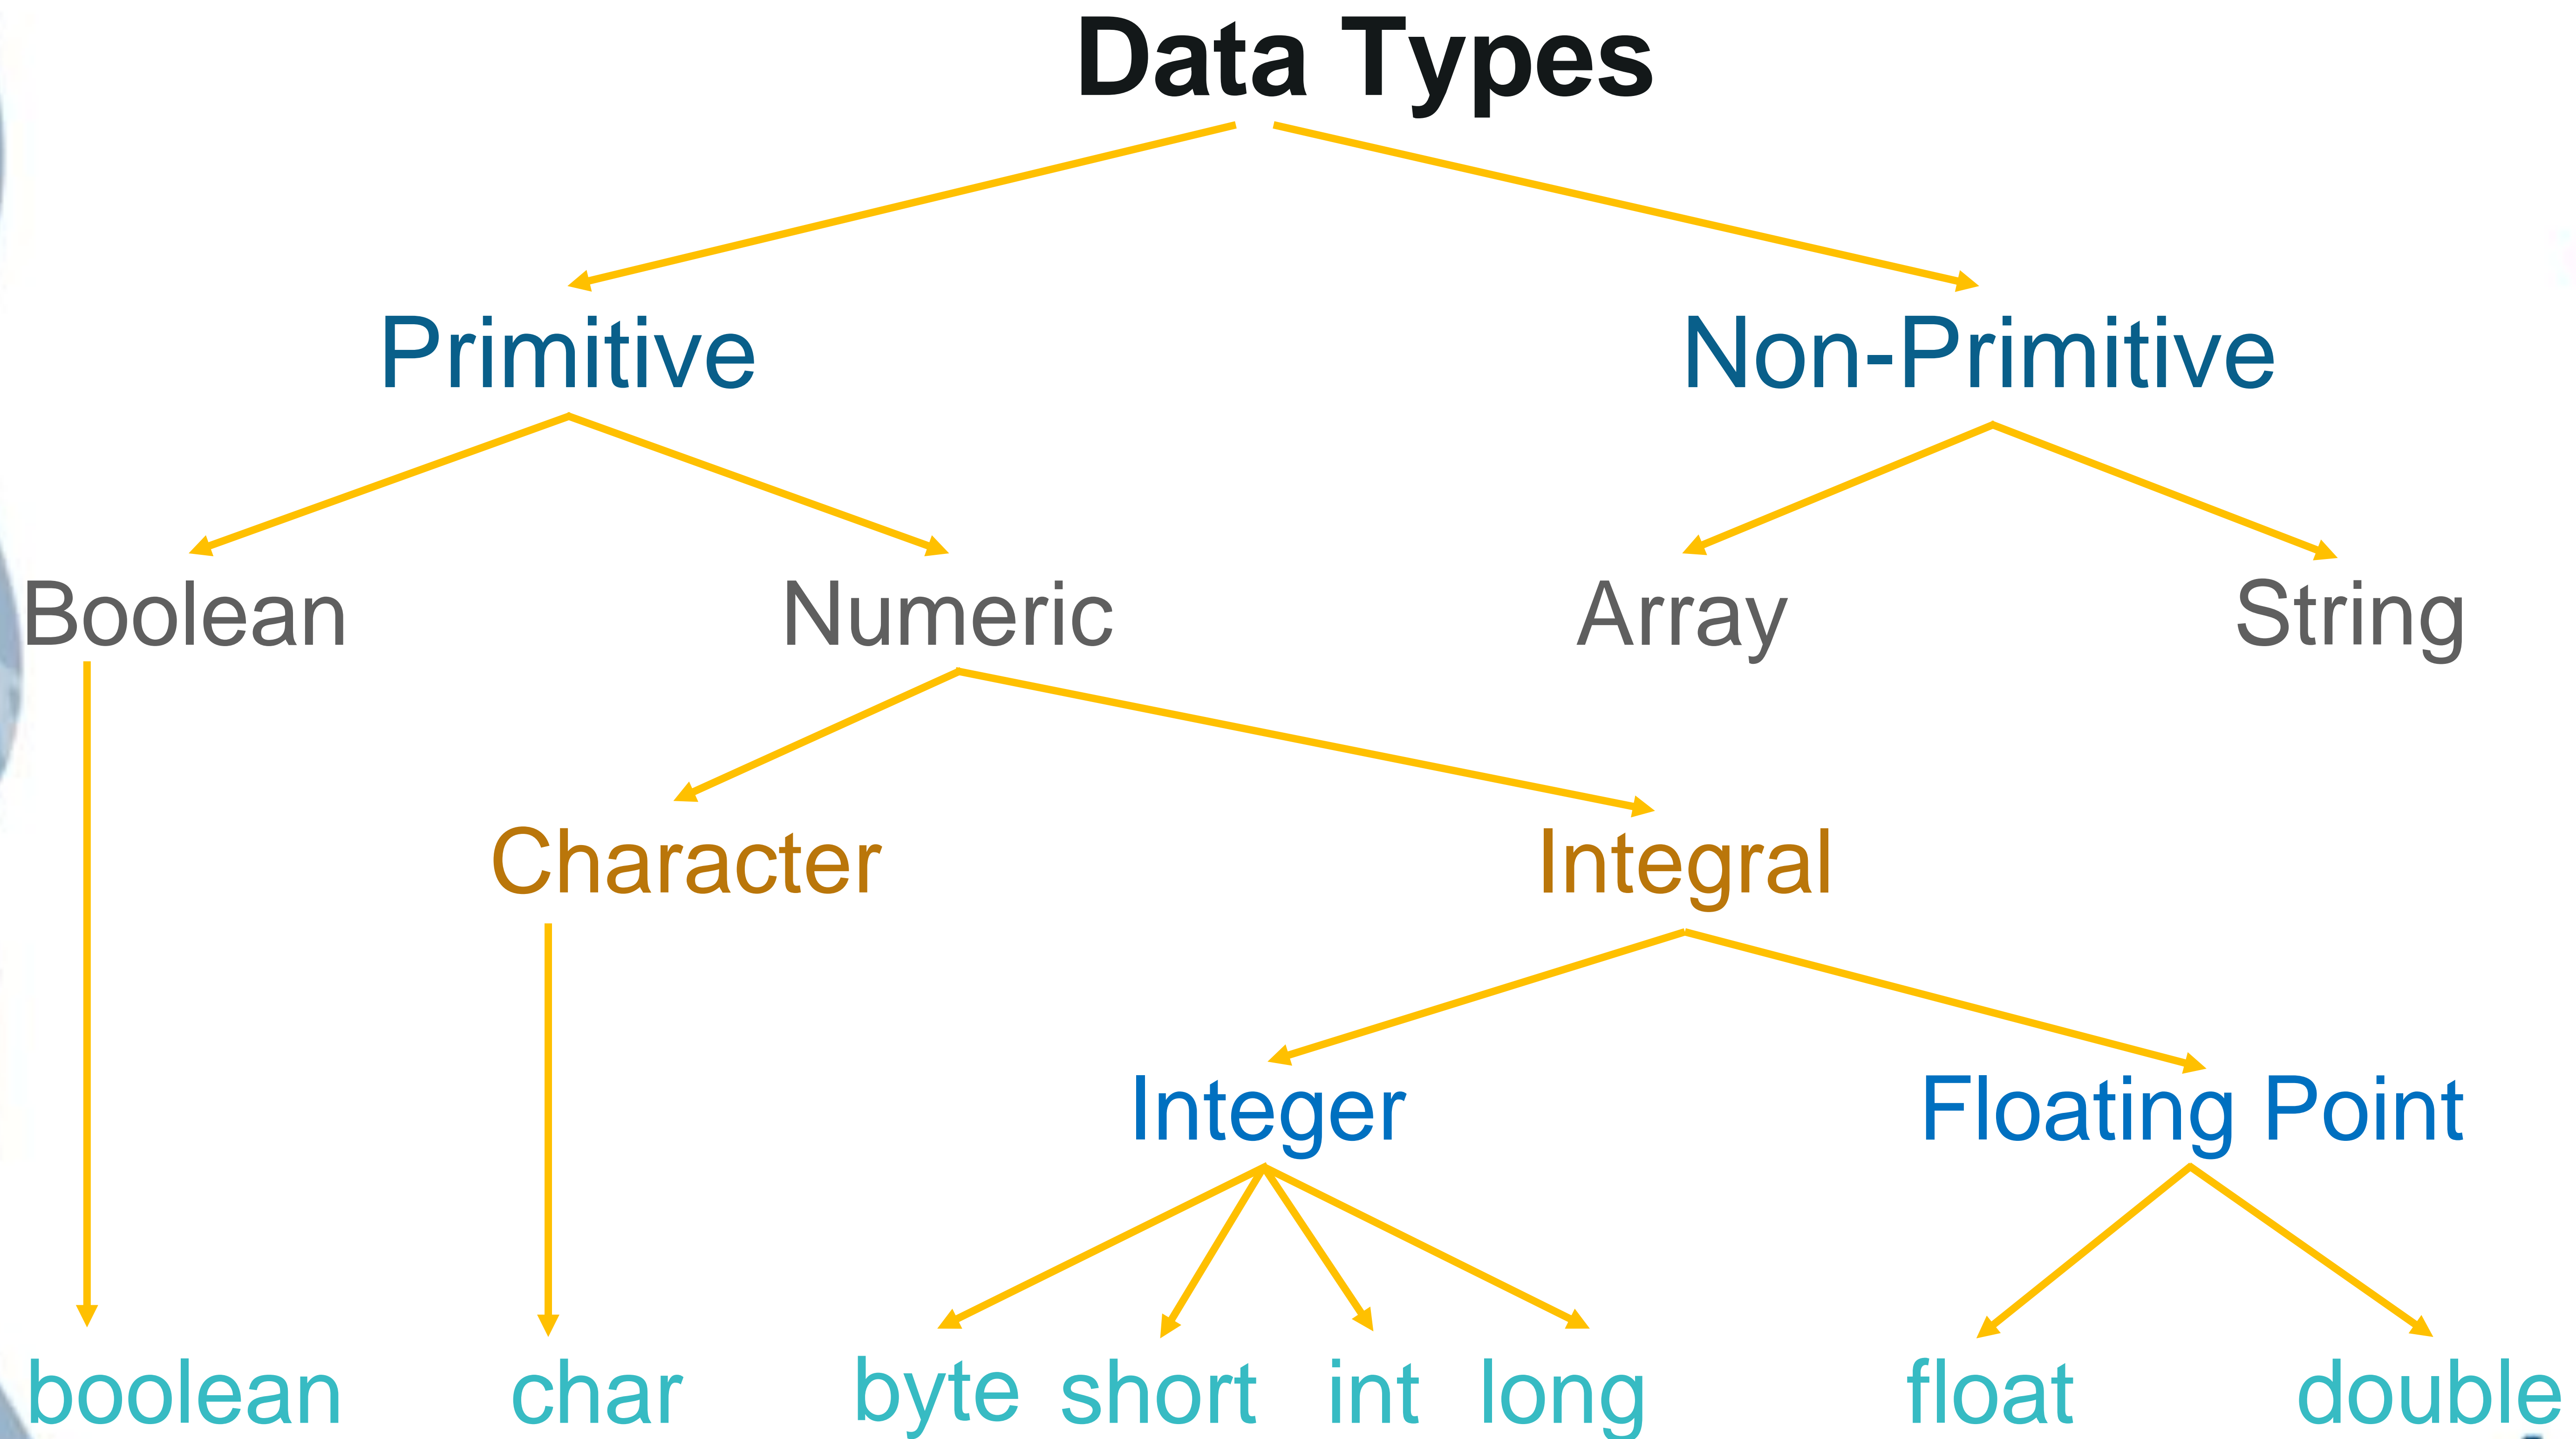 Data Types
Primitive Non-Primitive
Boolean Numeric Array String
Character Integral
Integer Floating Point
boolean char byte short int long float double